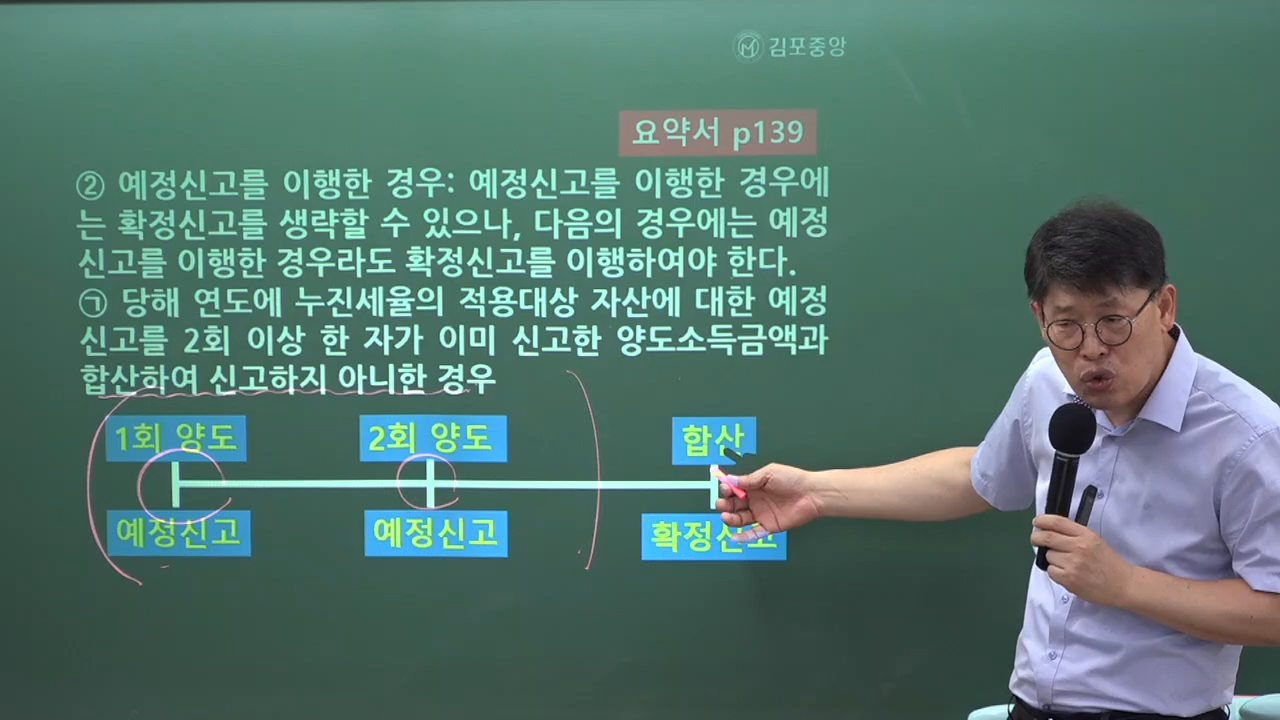 김포중앙
요약서 p139
② 예정신고를 이행한 경우: 예정신고를 이행한 경우에
는 확정신고를 생략할 수 있으나, 다음의 경우에는 예정
신고를 이행한 경우라도 확정신고를 이행하여야 한다.
㉠ 당해 연도에 누진세율의 적용대상 자산에 대한 예정
신고를 2회 이상 한 자가 이미 신고한 양도소득금액과
합산하여 신고하지 아니한 경우
1회 양도
2회 양도
합산
예정신고
예정신고
확정신고